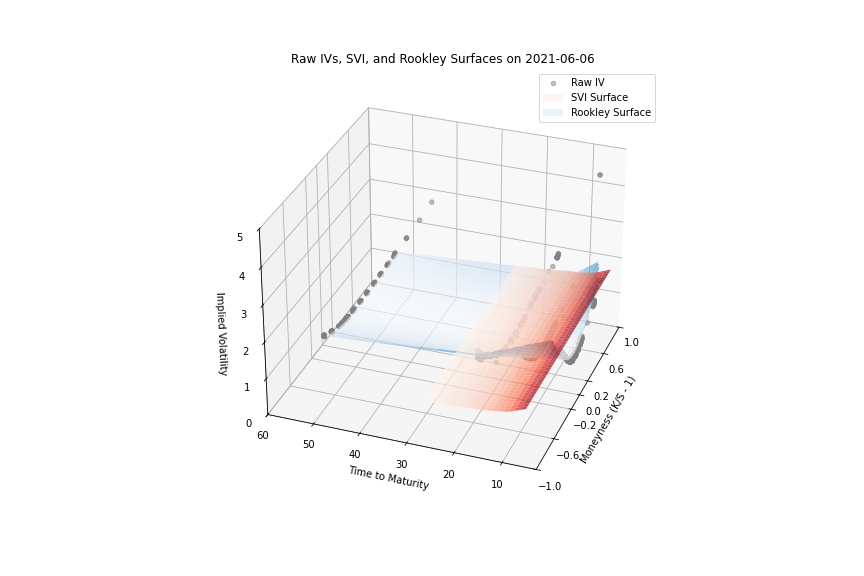 Raw IVs, SVI, and Rookley Surfaces on 2021-06-06
Raw IV
SVI Surface
Rookley Surface
5
4
3
2
1
0
Implied Volatility
60
50
40
30
20
10
Time to Maturity
1.0
0.6
0.2
0.0
−0.2
−0.6
−1.0
Moneyness (K/S - 1)